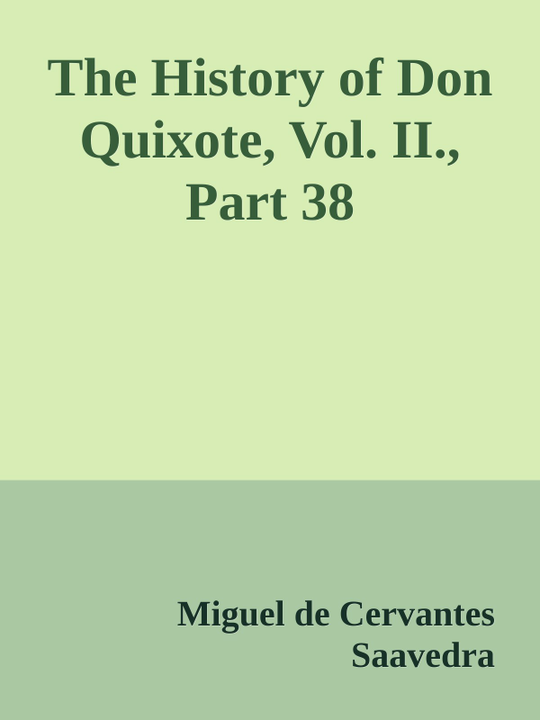 The History of Don
Quixote, Vol. II.,
Part 38
Miguel de Cervantes
Saavedra